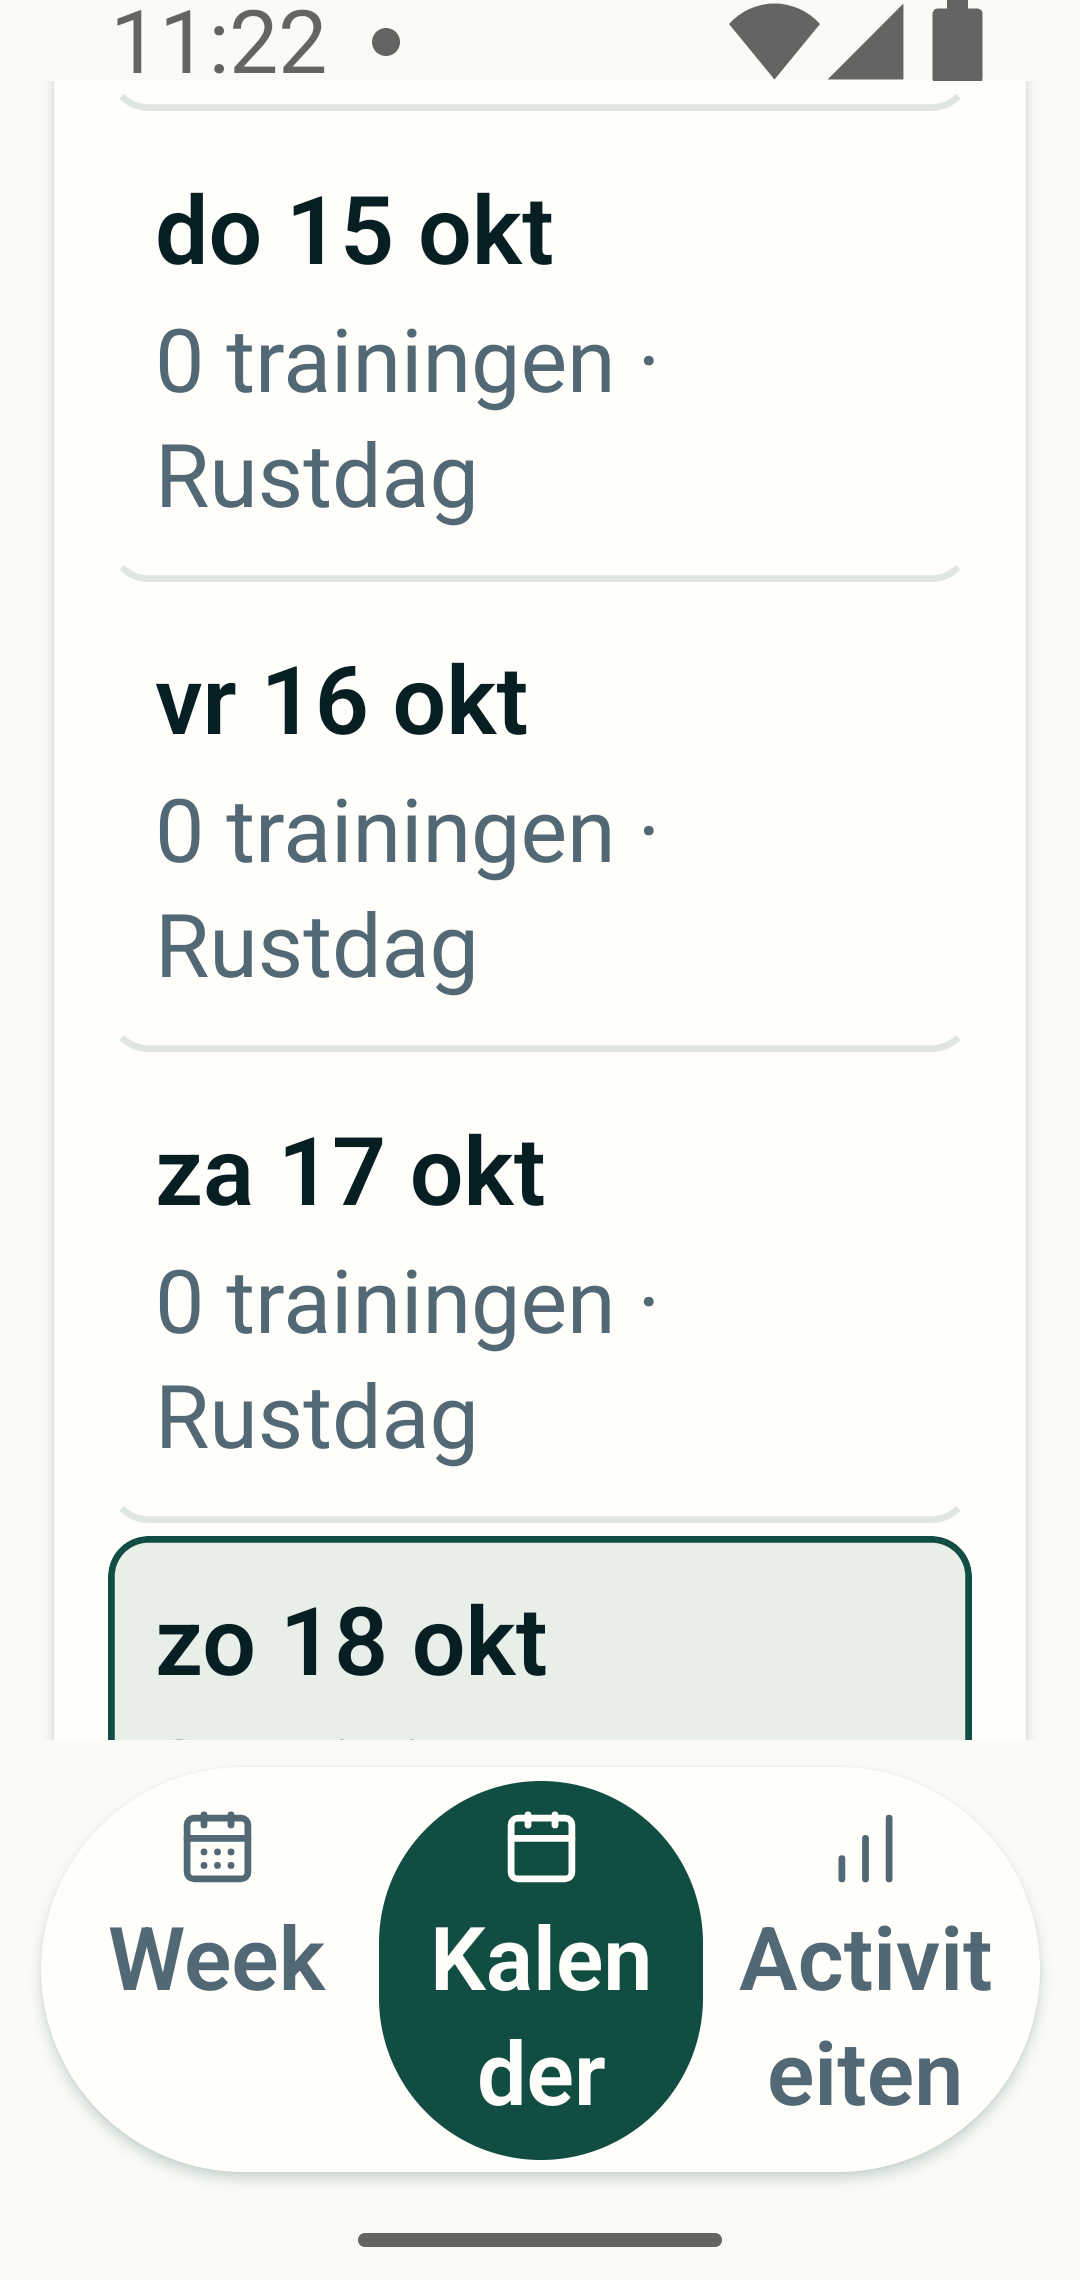 11:22
do 15 okt
0 trainingen ·
Rustdag
vr 16 okt
0 trainingen ·
Rustdag
za 17 okt
0 trainingen ·
Rustdag
zo 18 okt
Week
Kalen
der
Activit
eiten